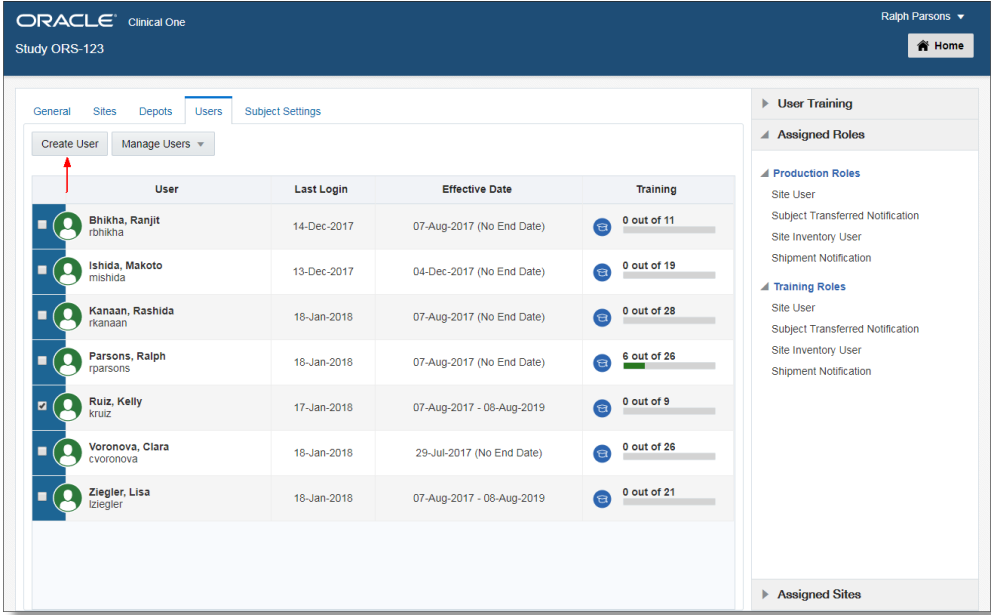 ORACLE® Clinical One
Ralph Parsons
Study ORS-123
Home
General Sites Depots Users Subject Settings
Create User Manage Users
User Last Login Effective Date Training
Bhikha, Ranjit
rbhikha
14-Dec-2017 07-Aug-2017 (No End Date) 0 out of 11
Ishida, Makoto
mishida
13-Dec-2017 04-Dec-2017 (No End Date) 0 out of 19
Kanaan, Rashida
rkanaan
18-Jan-2018 07-Aug-2017 (No End Date) 0 out of 28
Parsons, Ralph
rparsons
18-Jan-2018 07-Aug-2017 (No End Date) 6 out of 26
Ruiz, Kelly
kruiz
17-Jan-2018 07-Aug-2017 - 08-Aug-2019 0 out of 9
Voronova, Clara
cvoronova
18-Jan-2018 29-Jul-2017 (No End Date) 0 out of 26
Ziegler, Lisa
lziegler
18-Jan-2018 07-Aug-2017 - 08-Aug-2019 0 out of 21
User Training
Assigned Roles
Production Roles
Site User
Subject Transferred Notification
Site Inventory User
Shipment Notification
Training Roles
Site User
Subject Transferred Notification
Site Inventory User
Shipment Notification
Assigned Sites